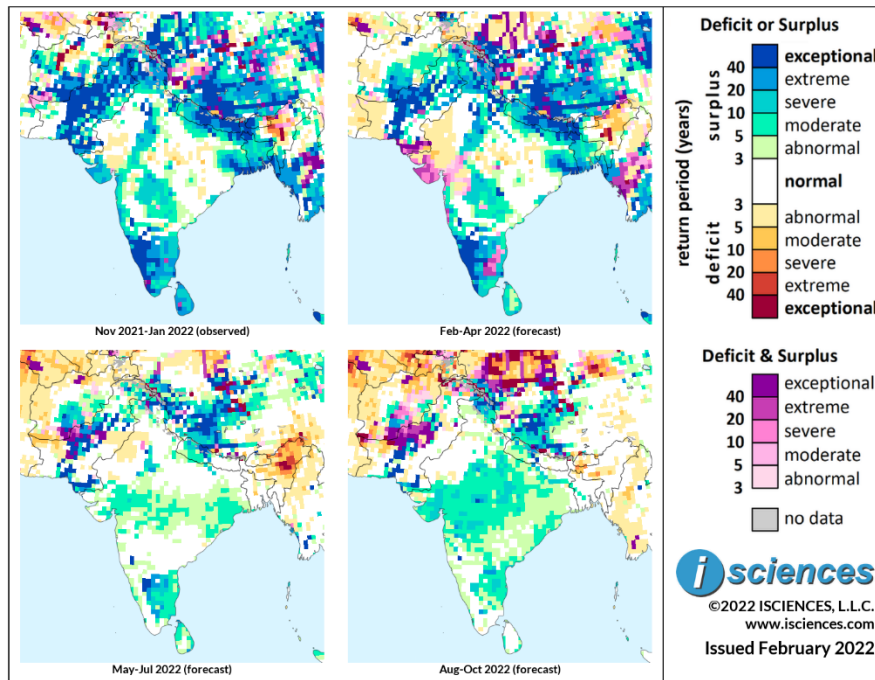 Nov 2021-Jan 2022 (observed)
Feb-Apr 2022 (forecast)
May-Jul 2022 (forecast)
Aug-Oct 2022 (forecast)
Deficit or Surplus
return period (years)
surplus
deficit
exceptional
40
extreme
20
severe
10
moderate
5
abnormal
3
normal
3
abnormal
5
moderate
10
severe
20
extreme
40
exceptional
Deficit & Surplus
exceptional
40
extreme
20
severe
10
moderate
5
abnormal
3
no data
i sciences
©2022 ISCIENCES, L.L.C.
www.isciences.com
Issued February 2022